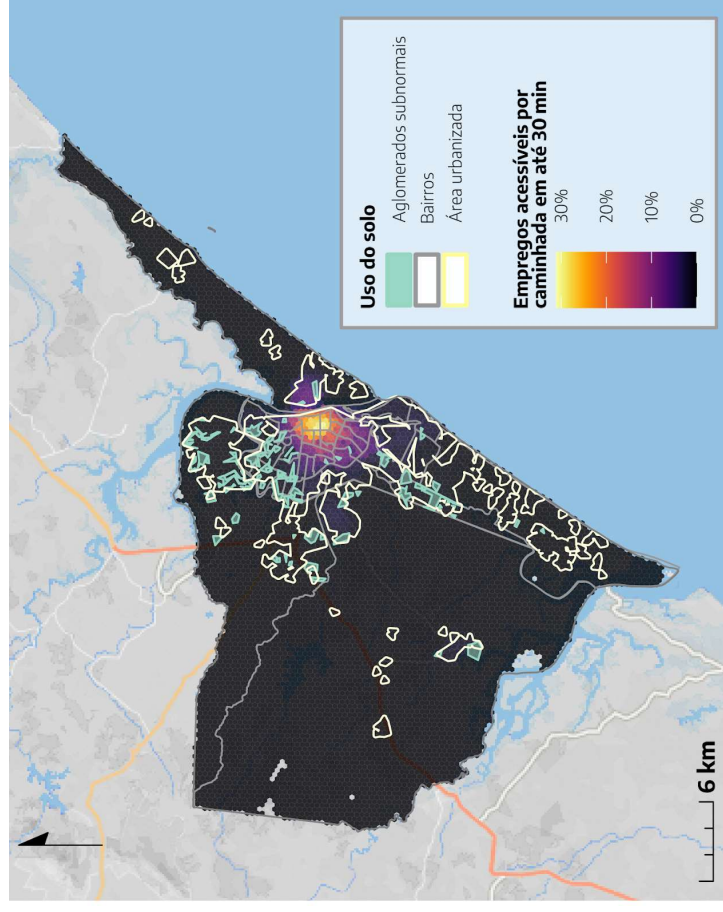 Uso do solo
Aglomerados subnormais
Bairros
Área urbanizada
Empregos acessíveis por
caminhada em até 30 min
30%
20%
10%
0%
6 km